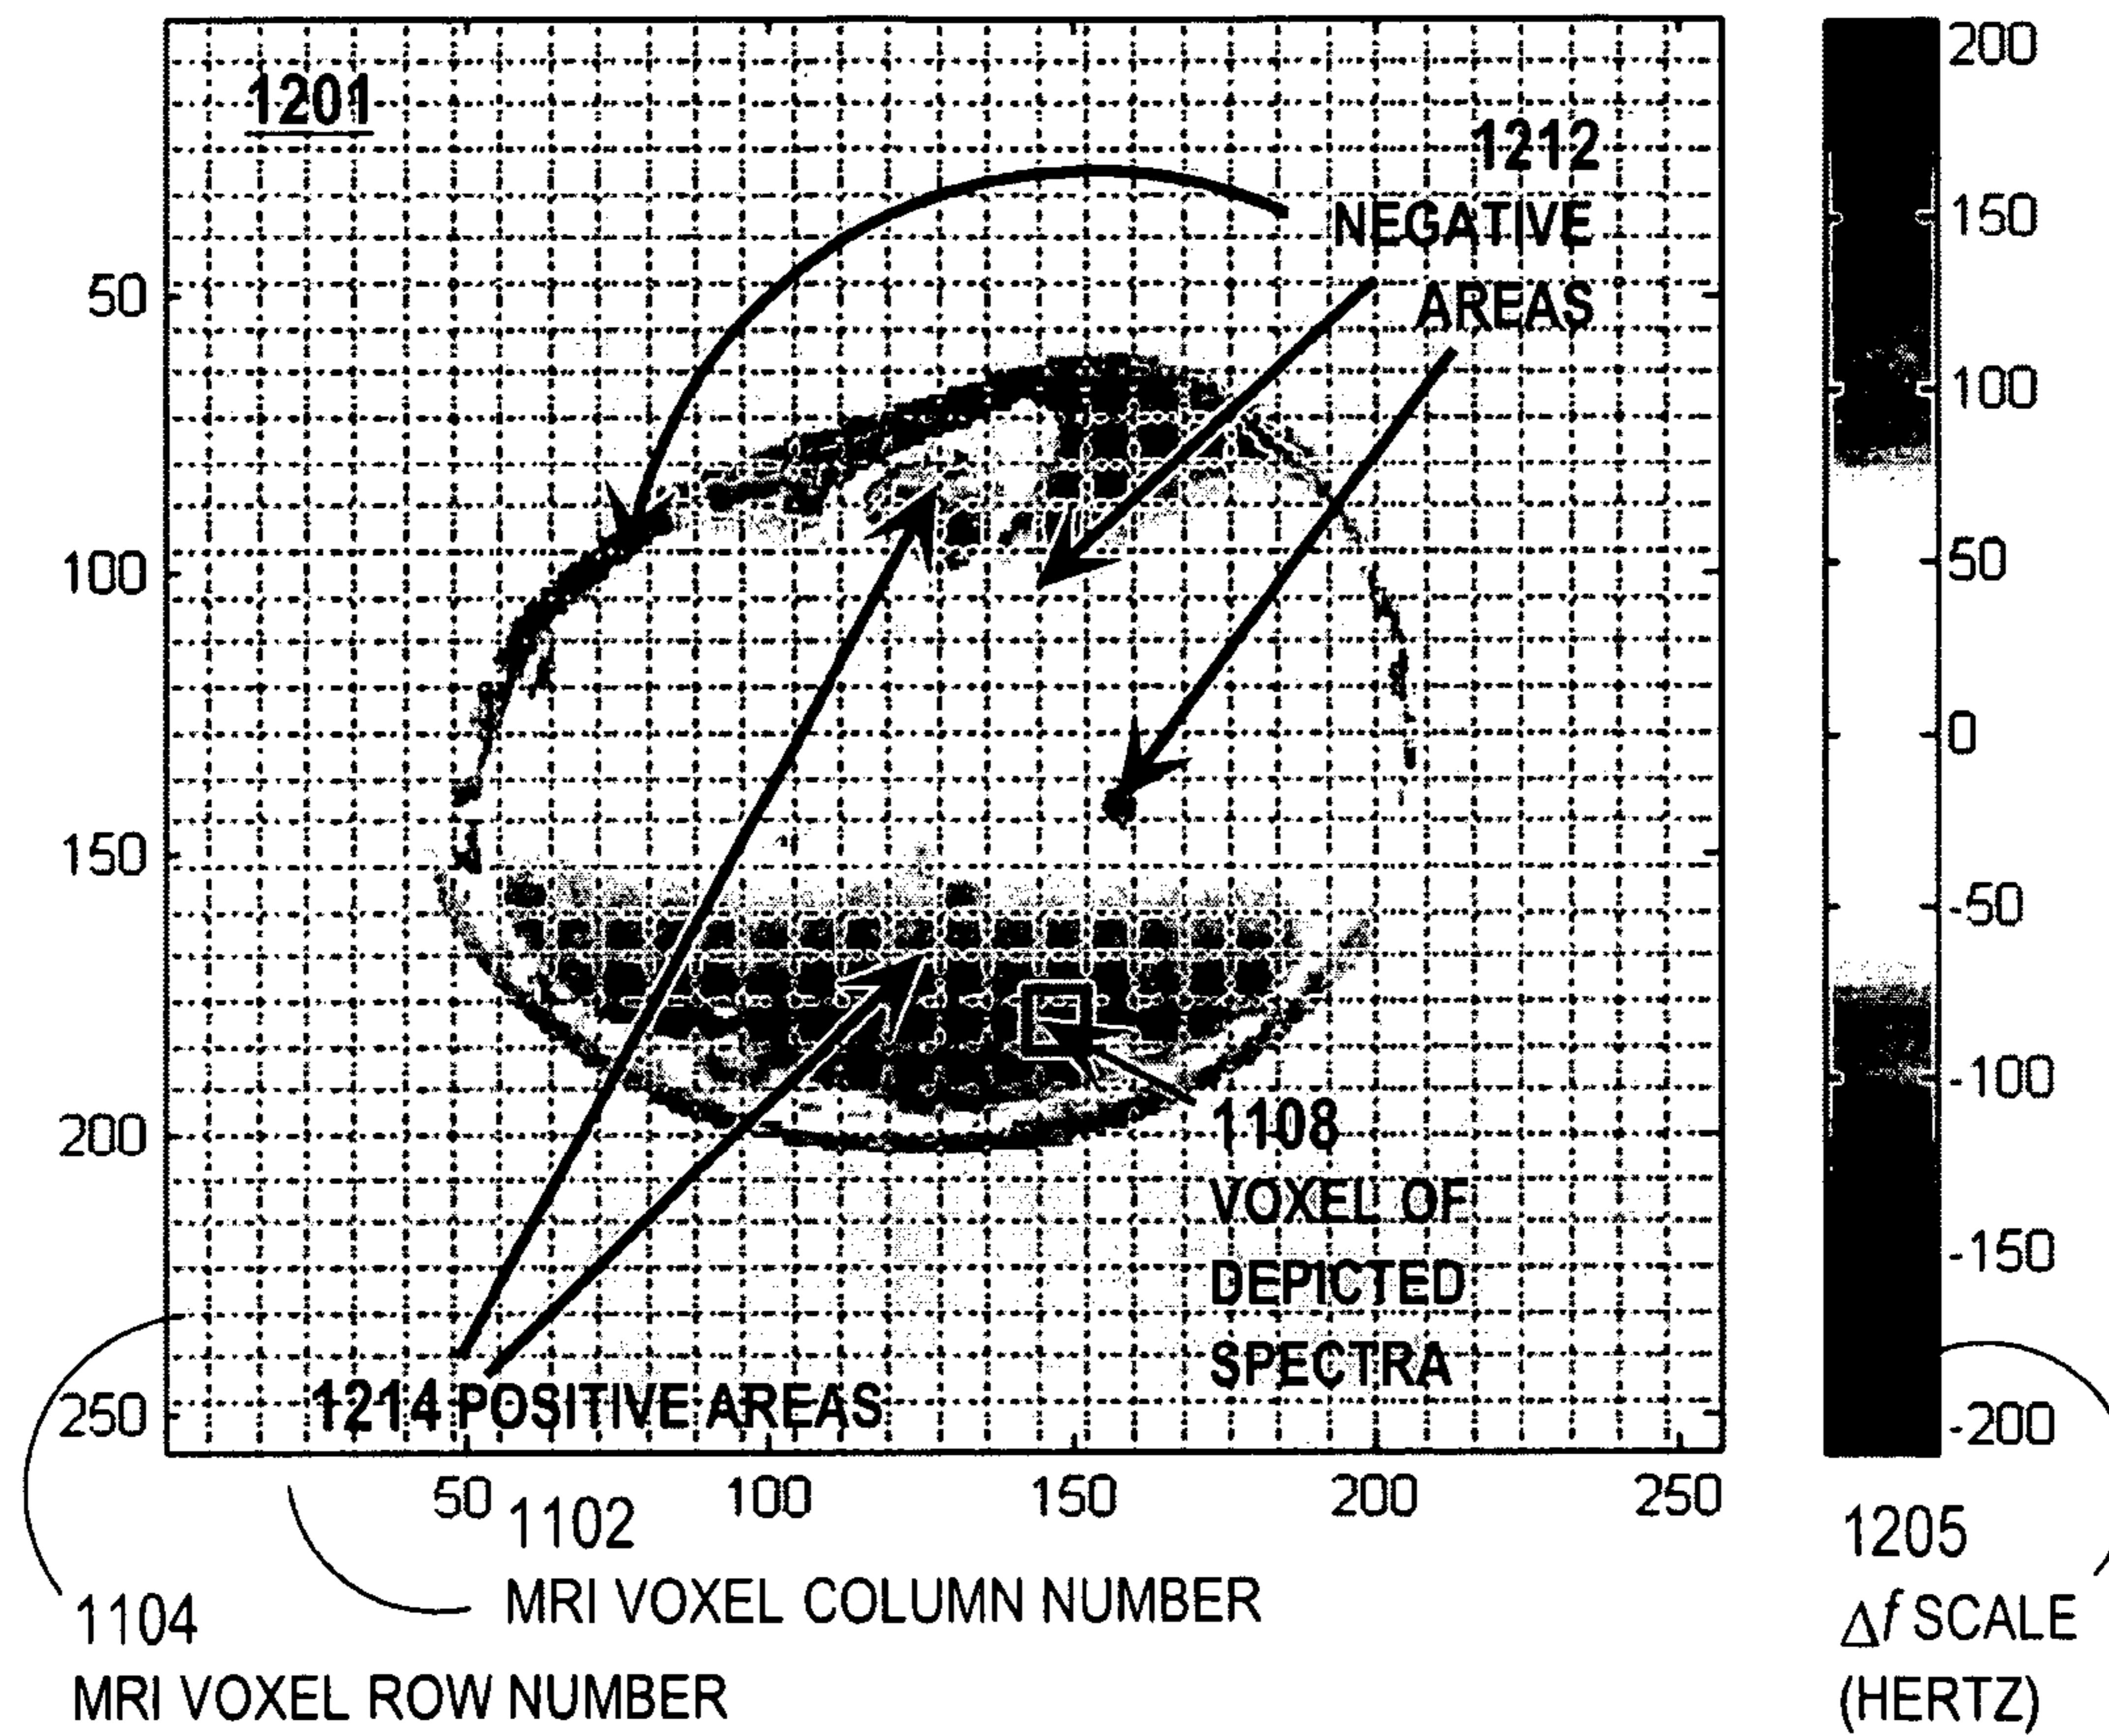 1201
1212
NEGATIVE
AREAS
50
100
150
200
250
50
100
150
200
250
1108
VOXEL OF
DEPICTED
SPECTRA
1214 POSITIVE AREAS
1102
MRI VOXEL COLUMN NUMBER
1104
MRI VOXEL ROW NUMBER
200
150
100
50
0
-50
-100
-150
-200
1205
Δf SCALE
(HERTZ)